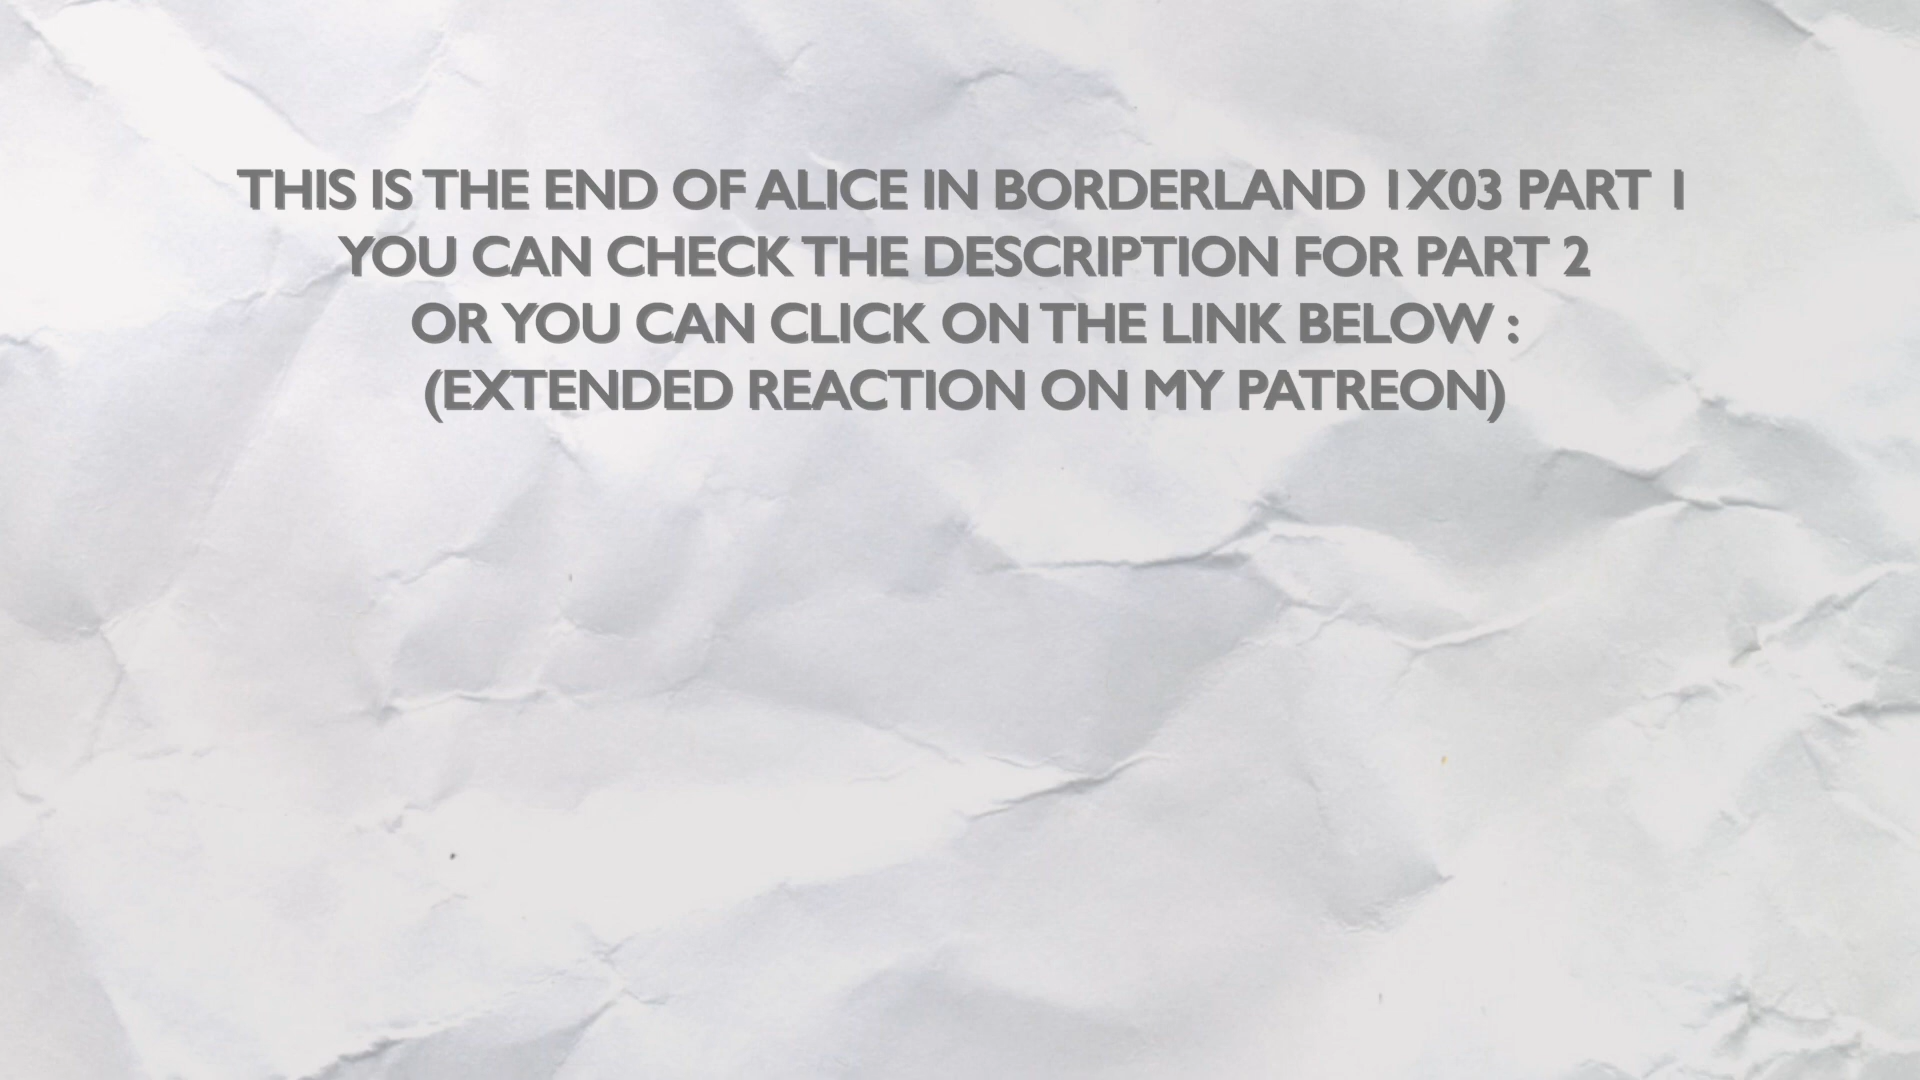 THIS IS THE END OF ALICE IN BORDERLAND 1X03 PART 1
YOU CAN CHECK THE DESCRIPTION FOR PART 2
OR YOU CAN CLICK ON THE LINK BELOW :
(EXTENDED REACTION ON MY PATREON)